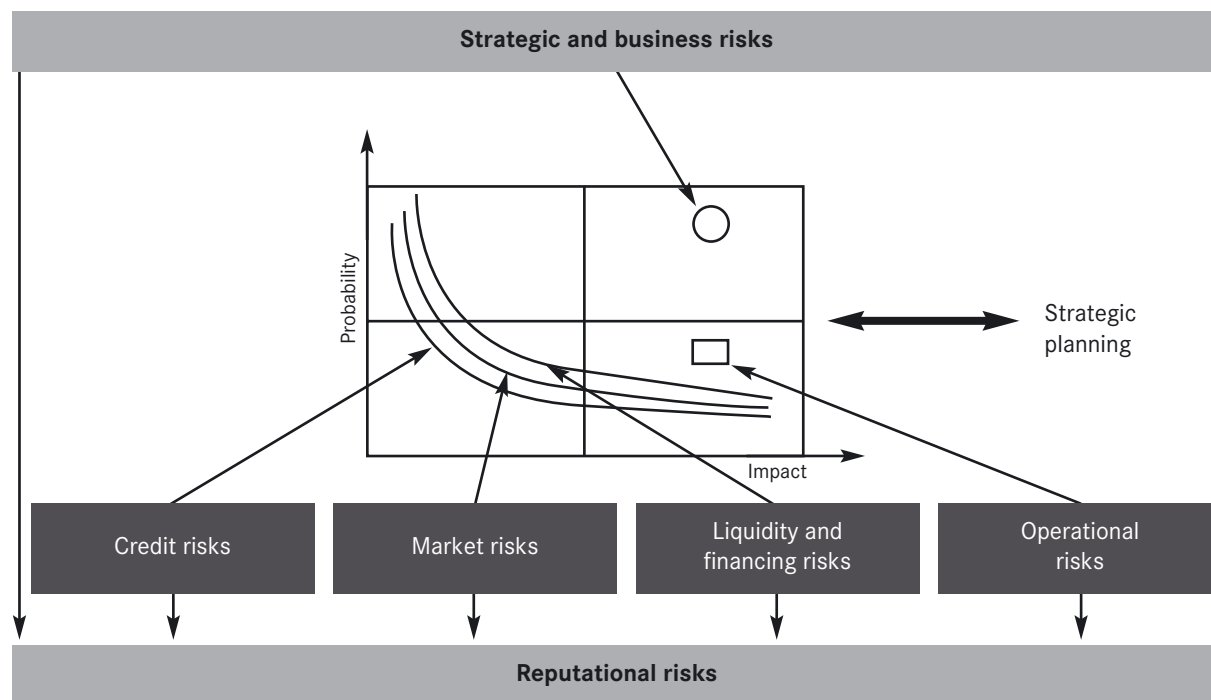 Strategic and business risks
Probability
Strategic
planning
Impact
Credit risks
Market risks
Liquidity and
financing risks
Operational
risks
Reputational risks